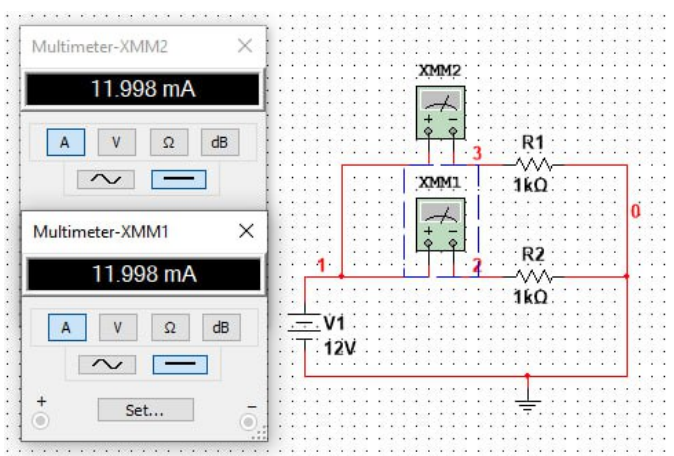 Multimeter-XMM2
11.998 mA
A V Ω dB
Multimeter-XMM1
11.998 mA
A V Ω dB
+ Set... -
XMM2
+ -
3
R1
1kΩ
XMM1
+ -
0
1
2
R2
1kΩ
V1
12V